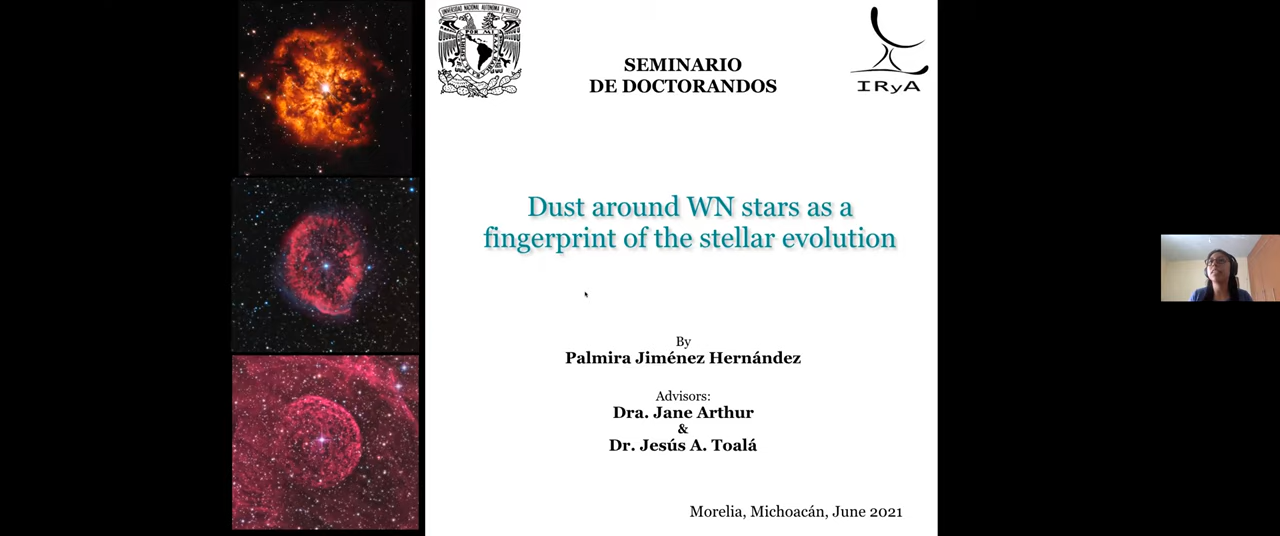 SEMINARIO
DE DOCTORANDOS
IRyA
Dust around WN stars as a
fingerprint of the stellar evolution
By
Palmira Jiménez Hernández
Advisors:
Dra. Jane Arthur
&
Dr. Jesús A. Toalá
Morelia, Michoacán, June 2021